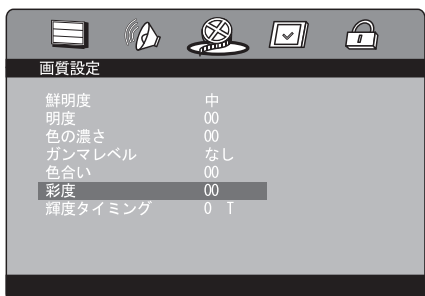 画質設定
鮮明度 中
明度 00
色の濃さ 00
ガンマレベル なし
色合い 00
彩度 00
輝度タイミング 0 T